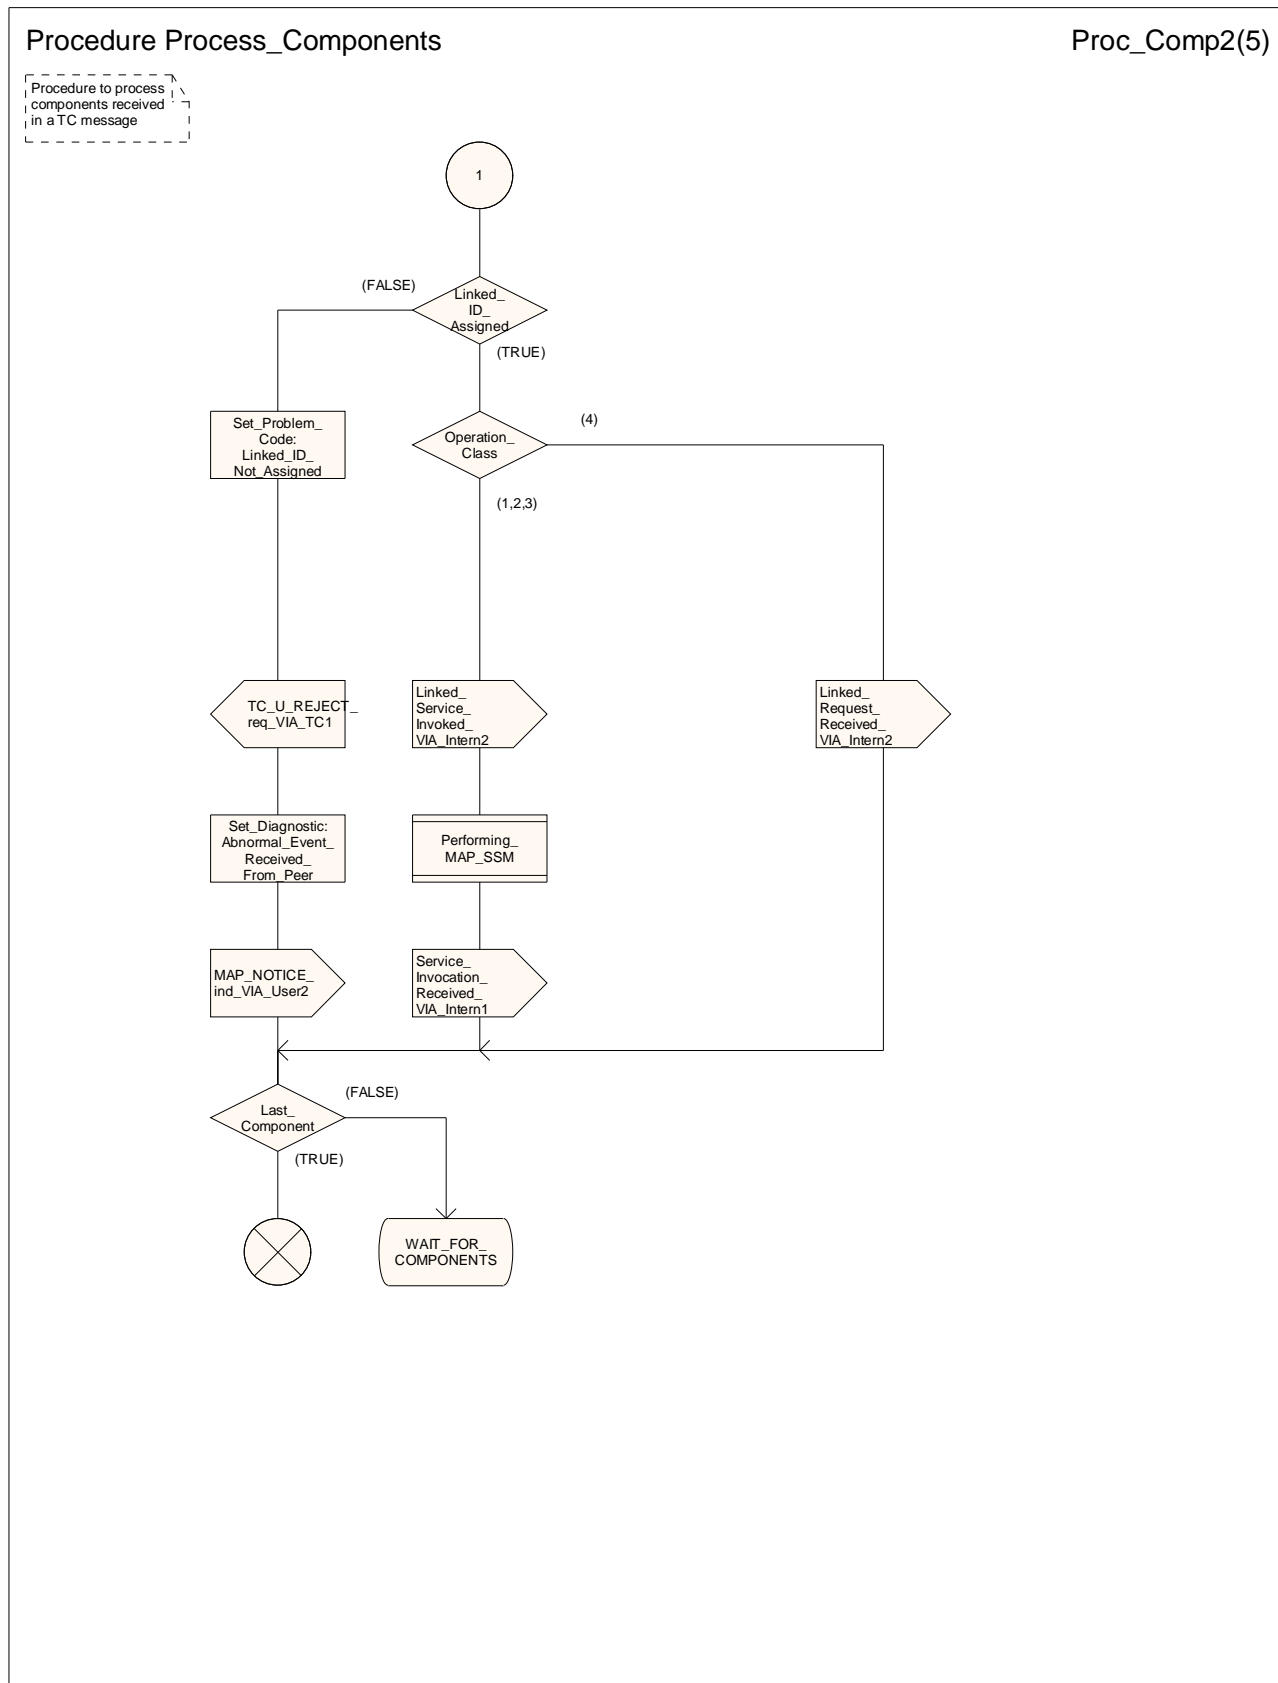 Procedure Process_Components
Proc_Comp2(5)
Procedure to process
components received
in a TC message
1
(FALSE)
Linked_
ID_
Assigned
(TRUE)
Set_Problem_
Code:
Linked_ID_
Not_Assigned
Operation_
Class
(4)
(1,2,3)
TC_U_REJECT_
req_VIA_TC1
Linked_
Service_
Invoked_
VIA_Intern2
Linked_
Request_
Received_
VIA_Intern2
Set_Diagnostic:
Abnormal_Event_
Received_
From_Peer
Performing_
MAP_SSM
MAP_NOTICE_
ind_VIA_User2
Service_
Invocation_
Received_
VIA_Intern1
Last_
Component
(FALSE)
(TRUE)
WAIT_FOR_
COMPONENTS